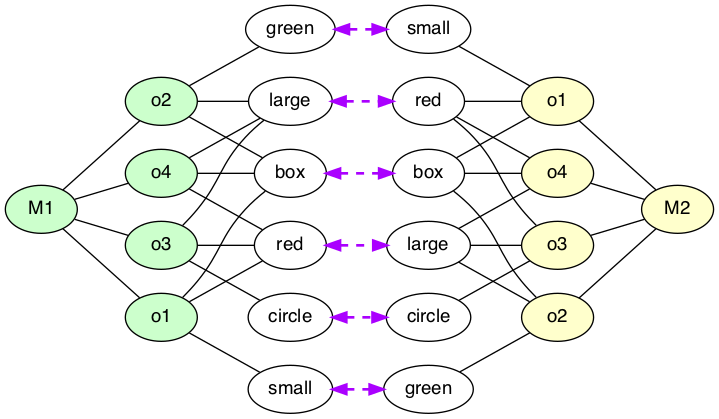 green small
large red
o2 o1
o4 box box o4
M1 M2
o3 red large o3
o1 circle circle o2
small green